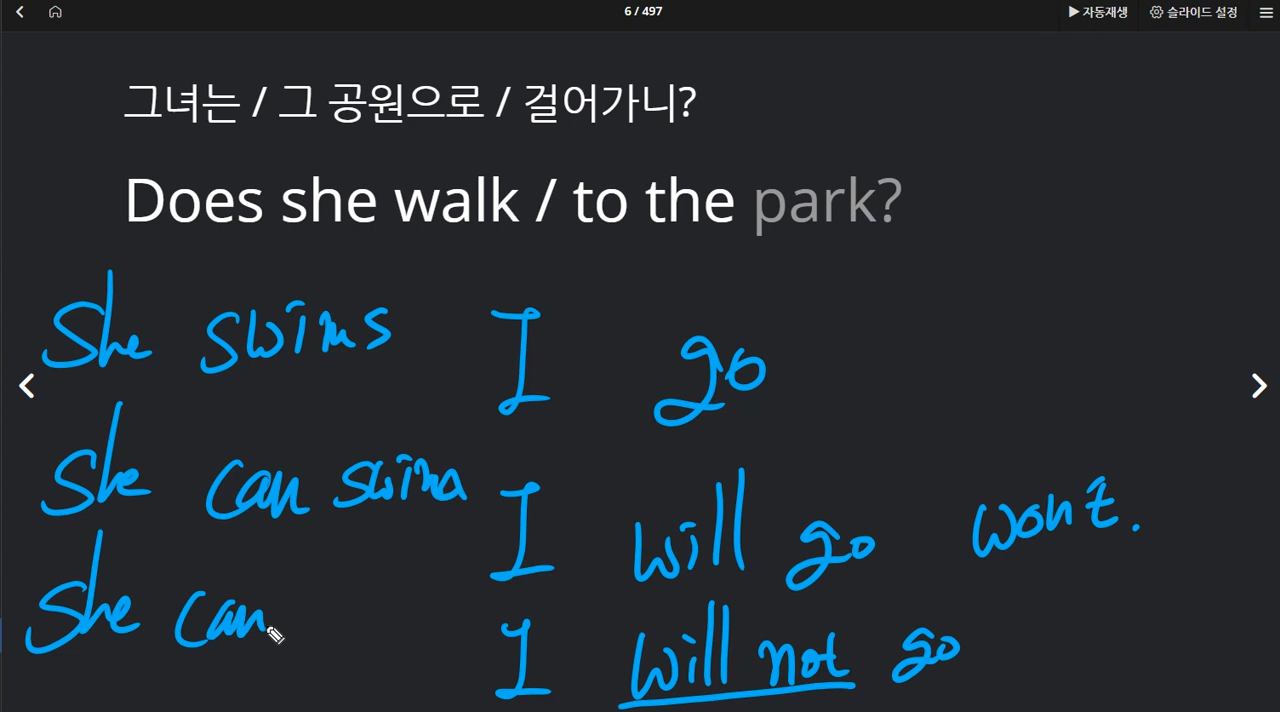 6 / 497
▶ 자동재생
슬라이드 설정
그녀는 / 그 공원으로 / 걸어가니?
Does she walk / to the park?
She swims
I go
She can swim
I will go
won't.
She can
I will not go